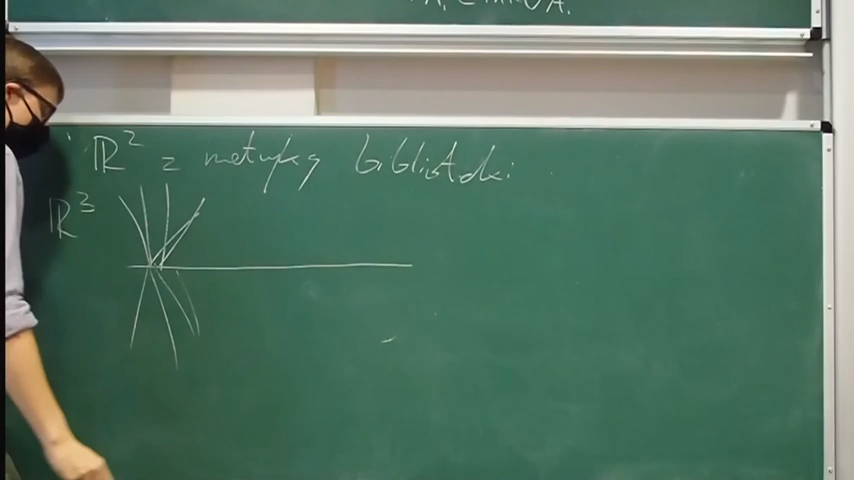 ℝ² z metryką biblioteki
ℝ³